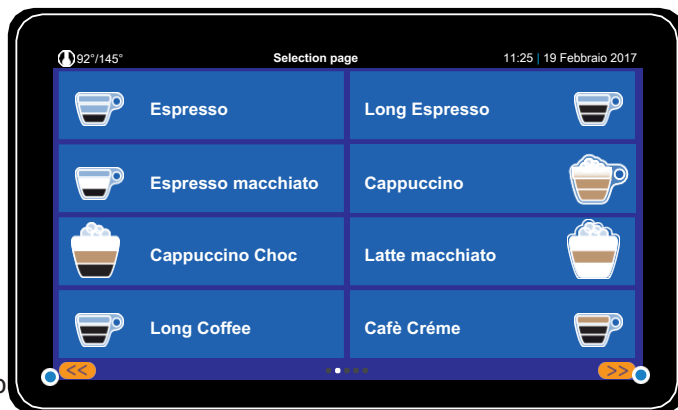 92°/145° Selection page 11:25 | 19 Febbraio 2017
Espresso Long Espresso
Espresso macchiato Cappuccino
Cappuccino Choc Latte macchiato
Long Coffee Cafè Créme
<< >>